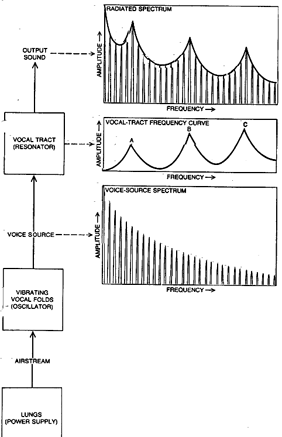 RADIATED SPECTRUM
AMPLITUDE →
FREQUENCY →
OUTPUT
SOUND
VOCAL-TRACT FREQUENCY CURVE
A
B
C
AMPLITUDE →
FREQUENCY →
VOCAL TRACT
(RESONATOR)
VOICE-SOURCE SPECTRUM
AMPLITUDE →
FREQUENCY →
VOICE SOURCE
VIBRATING
VOCAL FOLDS
(OSCILLATOR)
AIRSTREAM
LUNGS
(POWER SUPPLY)